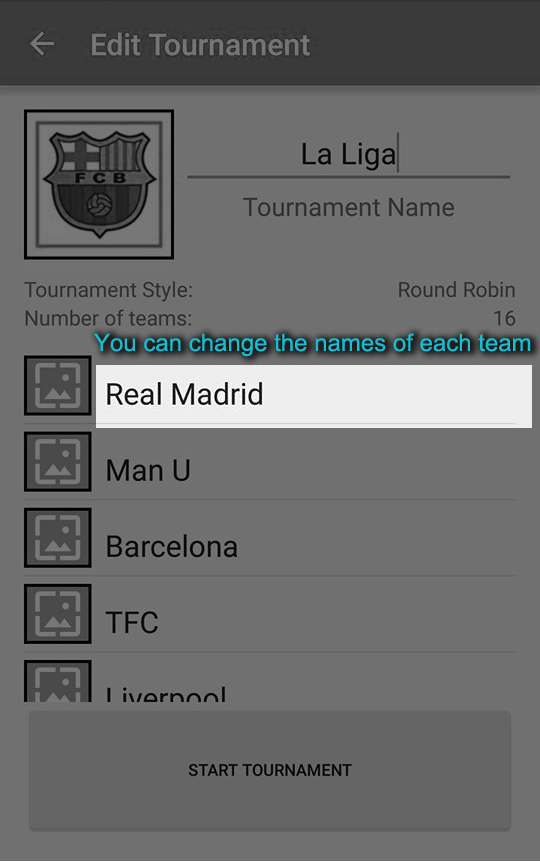 Edit Tournament
FCB
La Liga
Tournament Name
Tournament Style: Round Robin
Number of teams: 16
You can change the names of each team
Real Madrid
Man U
Barcelona
TFC
Liverpool
START TOURNAMENT